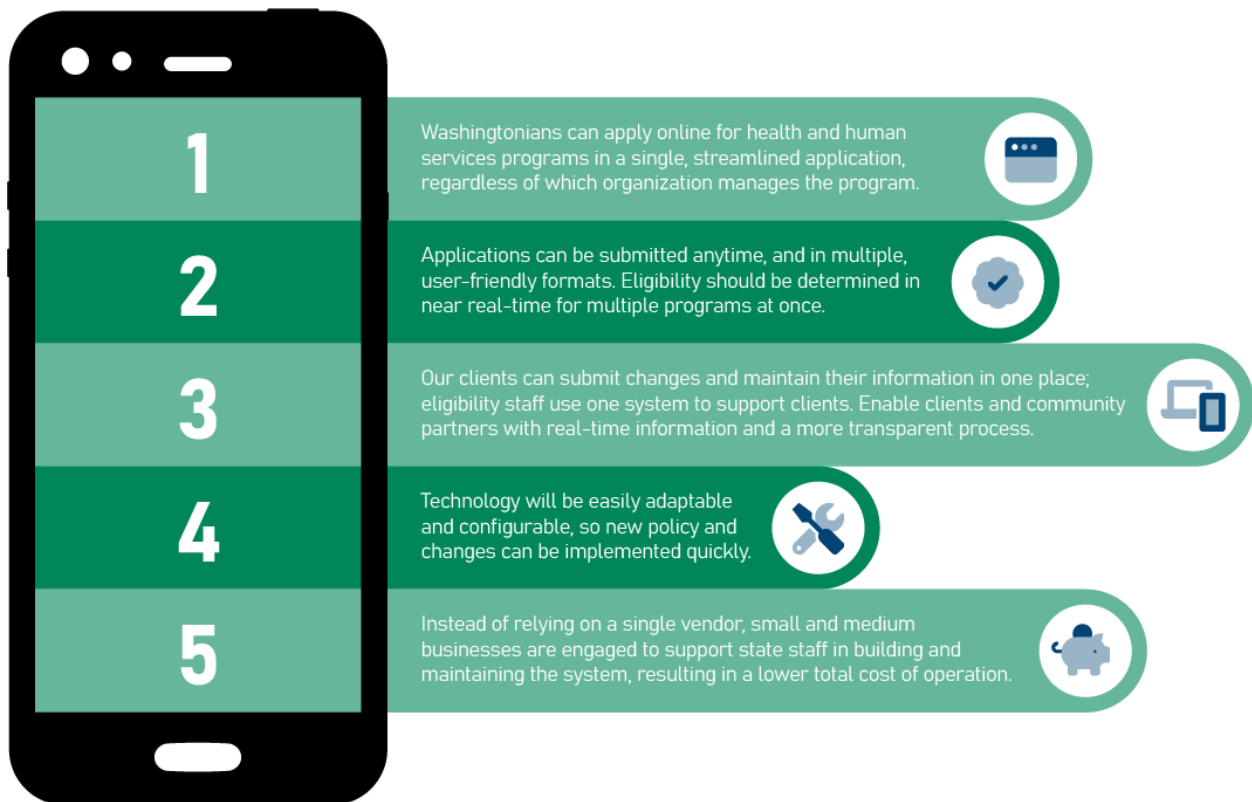 1
Washingtonians can apply online for health and human
services programs in a single, streamlined application,
regardless of which organization manages the program.
2
Applications can be submitted anytime, and in multiple,
user-friendly formats. Eligibility should be determined in
near real-time for multiple programs at once.
3
Our clients can submit changes and maintain their information in one place;
eligibility staff use one system to support clients. Enable clients and community
partners with real-time information and a more transparent process.
4
Technology will be easily adaptable
and configurable, so new policy and
changes can be implemented quickly.
5
Instead of relying on a single vendor, small and medium
businesses are engaged to support state staff in building and
maintaining the system, resulting in a lower total cost of operation.